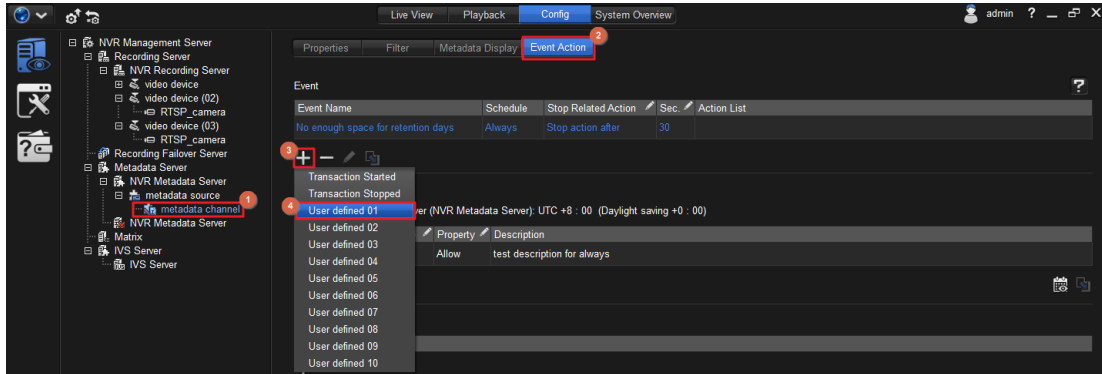 Live View Playback Config System Overview admin ? _ X
NVR Management Server
Recording Server
NVR Recording Server
video device
video device (02)
RTSP_camera
video device (03)
RTSP_camera
Recording Failover Server
Metadata Server
NVR Metadata Server
metadata source
metadata channel 1
NVR Metadata Server
Matrix
IVS Server
IVS Server
Properties Filter Metadata Display Event Action 2
Event ?
Event Name Schedule Stop Related Action Sec. Action List
No enough space for retention days Always Stop action after 30
3
Transaction Started
Transaction Stopped
4 User defined 01
ver (NVR Metadata Server): UTC +8 : 00 (Daylight saving +0 : 00)
User defined 02
Property Description
User defined 03
Allow test description for always
User defined 04
User defined 05
User defined 06
User defined 07
User defined 08
User defined 09
User defined 10